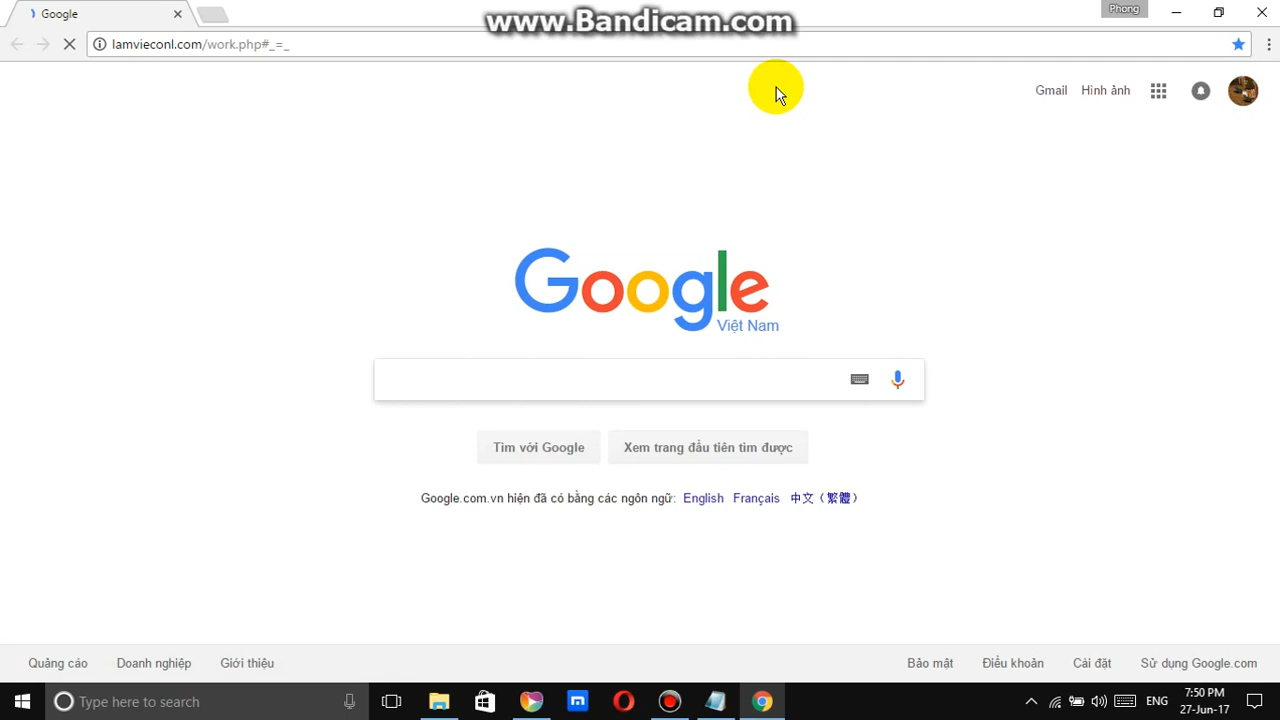 Google
www.Bandicam.com
Phong
lamvieconl.com/work.php#_=_
Gmail
Hình ảnh
Google
Việt Nam
Tìm với Google
Xem trang đầu tiên tìm được
Google.com.vn hiện đã có bằng các ngôn ngữ: English Français 中文（繁體）
Quảng cáo
Doanh nghiệp
Giới thiệu
Bảo mật
Điều khoản
Cài đặt
Sử dụng Google.com
Type here to search
ENG
7:50 PM
27-Jun-17